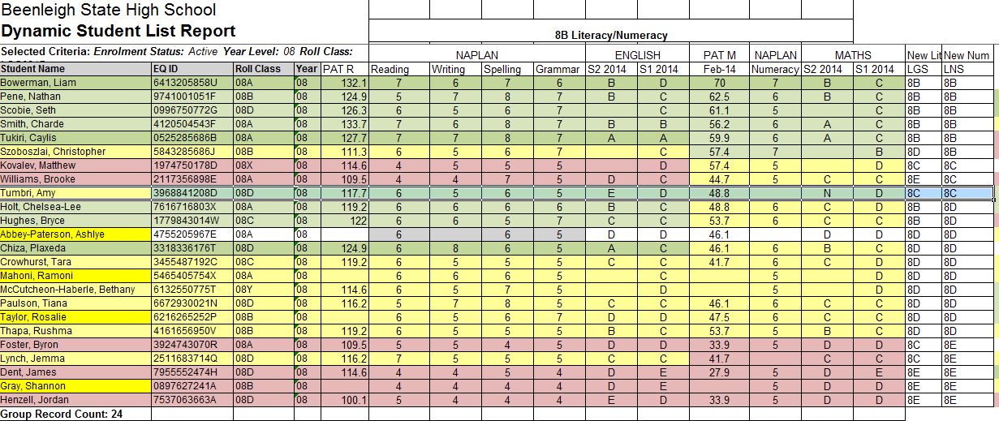 Beenleigh State High School
Dynamic Student List Report
8B Literacy/Numeracy
Selected Criteria: Enrolment Status: Active Year Level: 08 Roll Class:
NAPLAN ENGLISH PAT M NAPLAN MATHS New Lit New Num
Student Name EQ ID Roll Class Year PAT R Reading Writing Spelling Grammar S2 2014 S1 2014 Feb-14 Numeracy S2 2014 S1 2014 LGS LNS
Bowerman, Liam 6413205858U 08A 08 132.1 7 6 7 6 B D 70 7 B C 8B 8B
Pene, Nathan 9741001051F 08B 08 124.9 5 7 8 7 B C 62.5 6 B C 8B 8B
Scobie, Seth 0996750772G 08D 08 126.3 6 5 6 7 C 61.1 5 C 8B 8B
Smith, Charde 4120504543F 08A 08 133.7 7 6 8 7 B B 56.2 6 A C 8B 8B
Tukiri, Caylis 0525285686B 08A 08 127.7 7 7 8 7 A A 59.9 6 A C 8B 8B
Szoboszlai, Christopher 5843285686J 08B 08 111.3 6 5 6 7 C 57.4 7 B 8D 8B
Kovalev, Matthew 1974750178D 08X 08 114.6 4 5 5 5 D 57.4 5 D 8C 8C
Williams, Brooke 2117356898E 08A 08 109.5 4 4 7 5 D C 44.7 5 C C 8E 8C
Tumbri, Amy 3968841208D 08D 08 117.7 6 5 6 5 E D 48.8 N D 8C 8C
Holt, Chelsea-Lee 7616716803X 08A 08 119.2 6 6 6 6 B C 48.8 6 C D 8B 8D
Hughes, Bryce 1779843014W 08C 08 122 6 6 5 7 C C 53.7 6 C C 8B 8D
Abbey-Paterson, Ashlye 4755205967E 08A 08 6 6 5 D D 46.1 D D 8D 8D
Chiza, Plaxeda 3318336176T 08D 08 124.9 6 8 6 5 A C 46.1 6 B C 8D 8D
Crowhurst, Tara 3455487192C 08C 08 119.2 6 5 5 5 C C 41.7 6 C D 8D 8D
Mahoni, Ramoni 5465405754X 08A 08 6 6 6 5 C 5 D 8D 8D
McCutcheon-Haberle, Bethany 6132550775T 08Y 08 114.6 6 5 7 5 D 5 D 8D 8D
Paulson, Tiana 6672930021N 08D 08 116.2 5 7 8 5 C C 46.1 6 C C 8D 8D
Taylor, Rosalie 6216265252P 08B 08 6 6 6 7 D D 47.5 6 C D 8D 8D
Thapa, Rushma 4161656950V 08B 08 119.2 6 5 5 5 B C 53.7 5 B C 8D 8D
Foster, Byron 3924743070R 08A 08 109.5 5 5 4 5 D D 33.9 5 D D 8C 8E
Lynch, Jemma 2511683714Q 08D 08 116.2 7 5 5 5 C C 41.7 C C 8D 8E
Dent, James 7955552474H 08D 08 114.6 4 4 5 4 D E 27.9 5 D E 8E 8E
Gray, Shannon 0897627241A 08B 08 4 4 4 4 D E 5 D D 8E 8E
Henzell, Jordan 7537063663A 08D 08 100.1 5 4 4 4 E D 33.9 5 D D 8E 8E
Group Record Count: 24